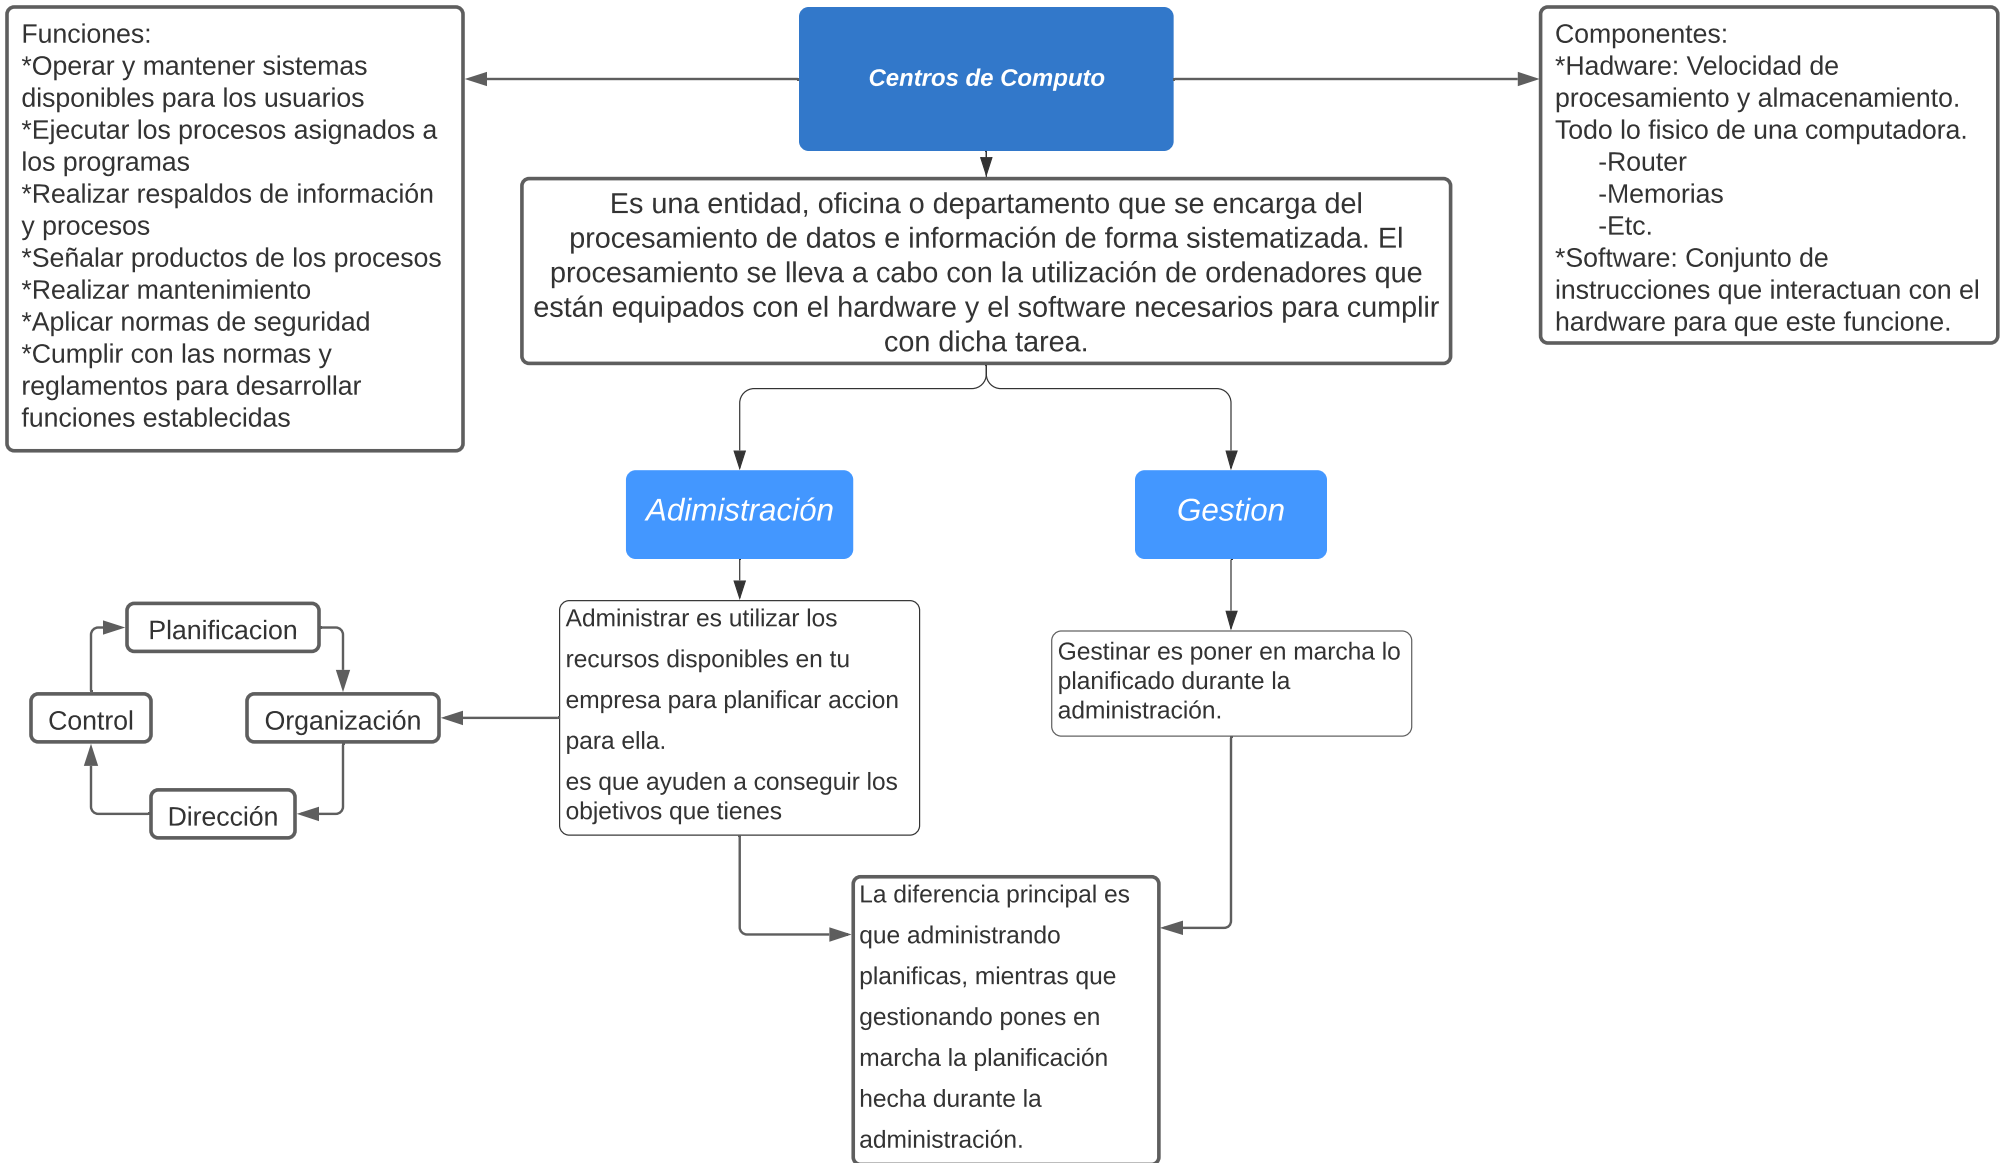 Funciones:
*Operar y mantener sistemas
disponibles para los usuarios
*Ejecutar los procesos asignados a
los programas
*Realizar respaldos de información
y procesos
*Señalar productos de los procesos
*Realizar mantenimiento
*Aplicar normas de seguridad
*Cumplir con las normas y
reglamentos para desarrollar
funciones establecidas
Centros de Computo
Componentes:
*Hadware: Velocidad de
procesamiento y almacenamiento.
Todo lo fisico de una computadora.
-Router
-Memorias
-Etc.
*Software: Conjunto de
instrucciones que interactuan con el
hardware para que este funcione.
Es una entidad, oficina o departamento que se encarga del
procesamiento de datos e información de forma sistematizada. El
procesamiento se lleva a cabo con la utilización de ordenadores que
están equipados con el hardware y el software necesarios para cumplir
con dicha tarea.
Adimistración
Gestion
Planificacion
Control
Organización
Dirección
Administrar es utilizar los
recursos disponibles en tu
empresa para planificar accion
para ella.
es que ayuden a conseguir los
objetivos que tienes
Gestinar es poner en marcha lo
planificado durante la
administración.
La diferencia principal es
que administrando
planificas, mientras que
gestionando pones en
marcha la planificación
hecha durante la
administración.